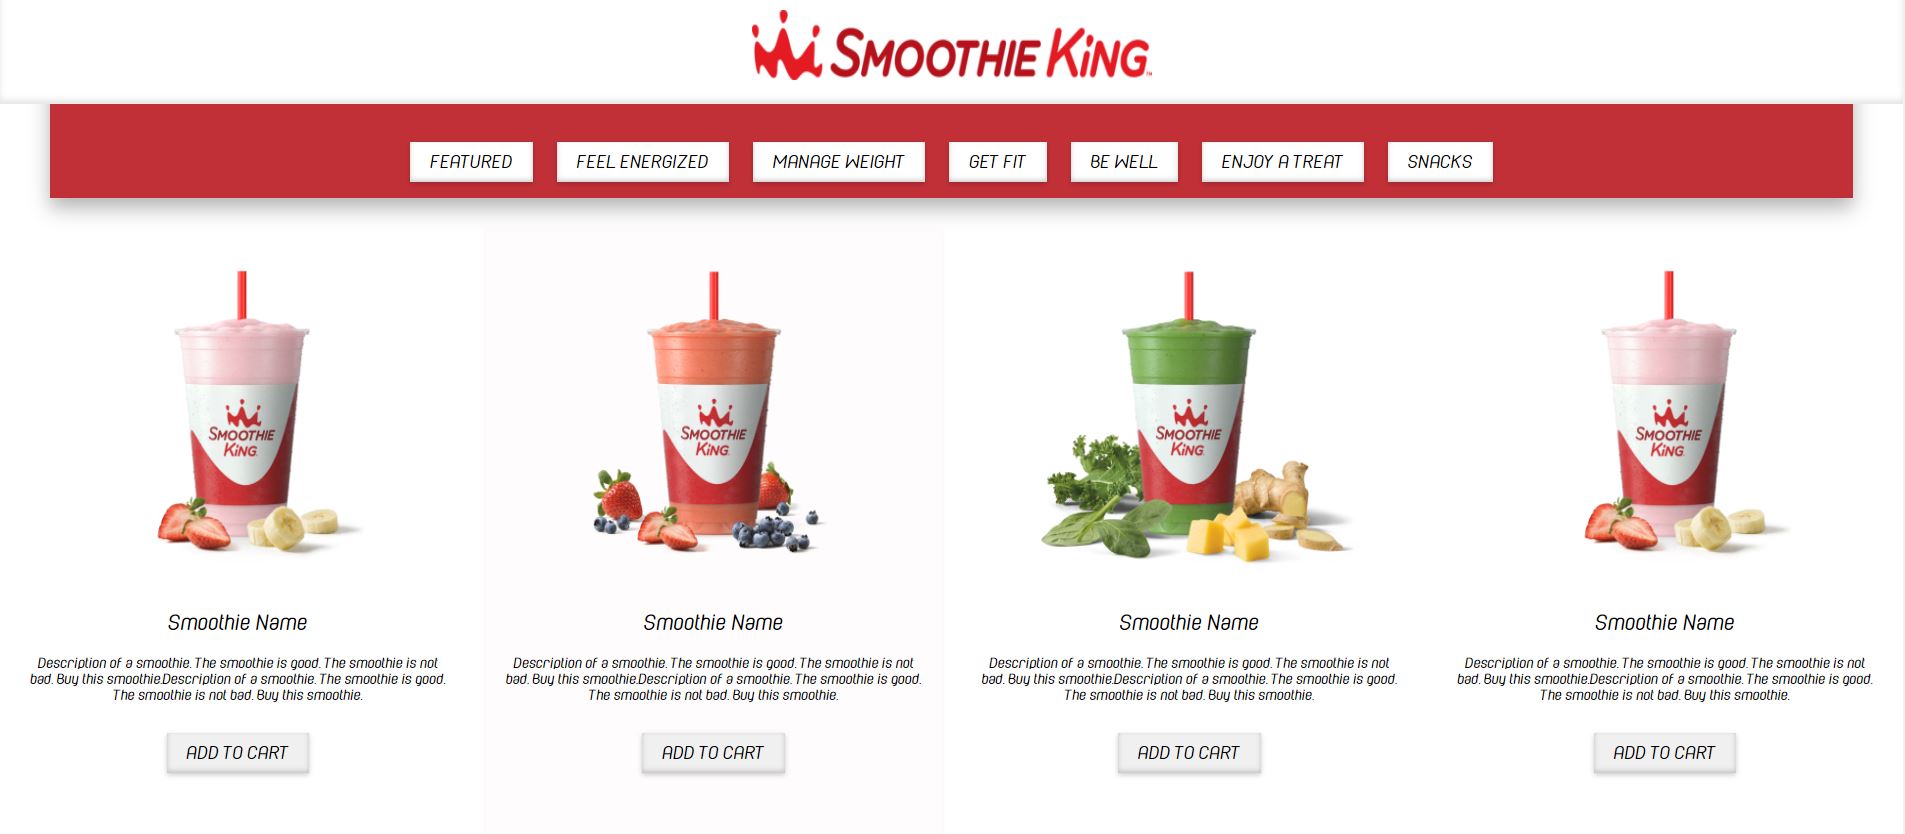 SMOOTHIE KING
FEATURED
FEEL ENERGIZED
MANAGE WEIGHT
GET FIT
BE WELL
ENJOY A TREAT
SNACKS
SMOOTHIE
KING
SMOOTHIE
KING
SMOOTHIE
KING
SMOOTHIE
KING
Smoothie Name
Description of a smoothie. The smoothie is good. The smoothie is not
bad. Buy this smoothie.Description of a smoothie. The smoothie is good.
The smoothie is not bad. Buy this smoothie.
ADD TO CART
Smoothie Name
Description of a smoothie. The smoothie is good. The smoothie is not
bad. Buy this smoothie.Description of a smoothie. The smoothie is good.
The smoothie is not bad. Buy this smoothie.
ADD TO CART
Smoothie Name
Description of a smoothie. The smoothie is good. The smoothie is not
bad. Buy this smoothie.Description of a smoothie. The smoothie is good.
The smoothie is not bad. Buy this smoothie.
ADD TO CART
Smoothie Name
Description of a smoothie. The smoothie is good. The smoothie is not
bad. Buy this smoothie.Description of a smoothie. The smoothie is good.
The smoothie is not bad. Buy this smoothie.
ADD TO CART